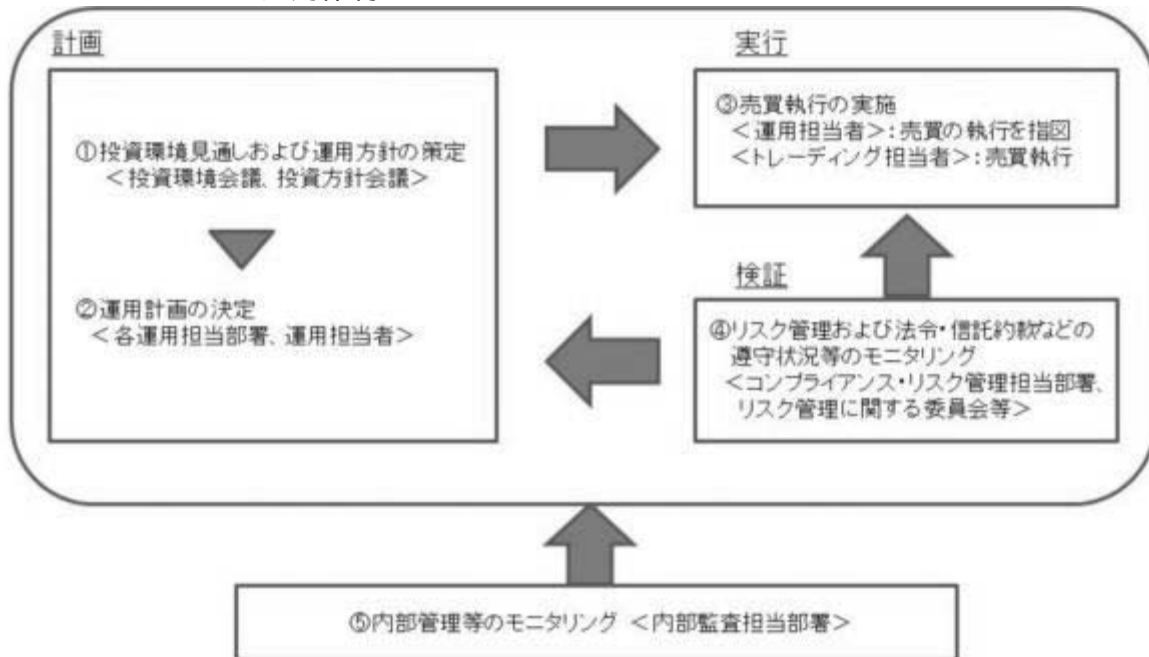 計画
①投資環境見通しおよび運用方針の策定
＜投資環境会議、投資方針会議＞
②運用計画の決定
＜各運用担当部署、運用担当者＞
実行
③売買執行の実施
＜運用担当者＞：売買の執行を指図
＜トレーディング担当者＞：売買執行
検証
④リスク管理および法令・信託約款などの
遵守状況等のモニタリング
＜コンプライアンス・リスク管理担当部署、
リスク管理に関する委員会等＞
⑤内部管理等のモニタリング ＜内部監査担当部署＞